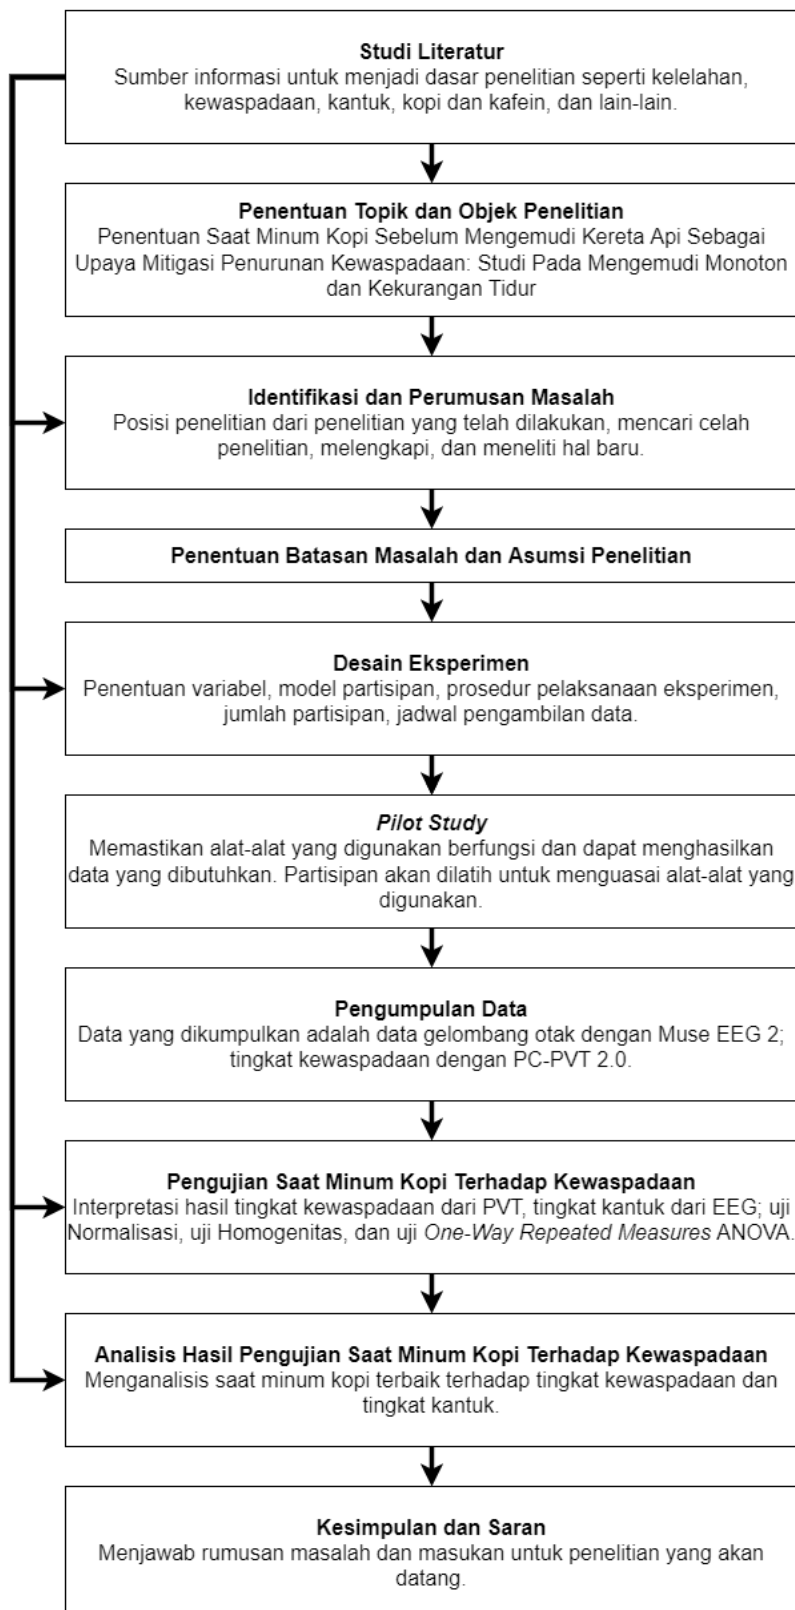 Studi Literatur
Sumber informasi untuk menjadi dasar penelitian seperti kelelahan,
kewaspadaan, kantuk, kopi dan kafein, dan lain-lain.
Penentuan Topik dan Objek Penelitian
Penentuan Saat Minum Kopi Sebelum Mengemudi Kereta Api Sebagai
Upaya Mitigasi Penurunan Kewaspadaan: Studi Pada Mengemudi Monoton
dan Kekurangan Tidur
Identifikasi dan Perumusan Masalah
Posisi penelitian dari penelitian yang telah dilakukan, mencari celah
penelitian, melengkapi, dan meneliti hal baru.
Penentuan Batasan Masalah dan Asumsi Penelitian
Desain Eksperimen
Penentuan variabel, model partisipan, prosedur pelaksanaan eksperimen,
jumlah partisipan, jadwal pengambilan data.
Pilot Study
Memastikan alat-alat yang digunakan berfungsi dan dapat menghasilkan
data yang dibutuhkan. Partisipan akan dilatih untuk menguasai alat-alat yang
digunakan.
Pengumpulan Data
Data yang dikumpulkan adalah data gelombang otak dengan Muse EEG 2;
tingkat kewaspadaan dengan PC-PVT 2.0.
Pengujian Saat Minum Kopi Terhadap Kewaspadaan
Interpretasi hasil tingkat kewaspadaan dari PVT, tingkat kantuk dari EEG; uji
Normalisasi, uji Homogenitas, dan uji One-Way Repeated Measures ANOVA.
Analisis Hasil Pengujian Saat Minum Kopi Terhadap Kewaspadaan
Menganalisis saat minum kopi terbaik terhadap tingkat kewaspadaan dan
tingkat kantuk.
Kesimpulan dan Saran
Menjawab rumusan masalah dan masukan untuk penelitian yang akan
datang.